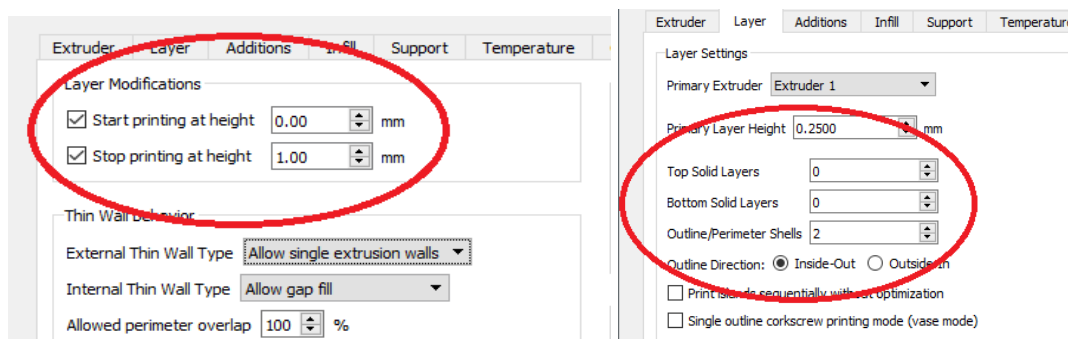 Extruder Layer Additions Infill Support Temperature
Layer Modifications
Start printing at height 0.00 mm
Stop printing at height 1.00 mm
Thin Wall Behavior
External Thin Wall Type Allow single extrusion walls
Internal Thin Wall Type Allow gap fill
Allowed perimeter overlap 100 %
Extruder Layer Additions Infill Support Temperature
Layer Settings
Primary Extruder Extruder 1
Primary Layer Height 0.2500 mm
Top Solid Layers 0
Bottom Solid Layers 0
Outline/Perimeter Shells 2
Outline Direction: Inside-Out Outside-In
Print islands sequentially without optimization
Single outline corkscrew printing mode (vase mode)